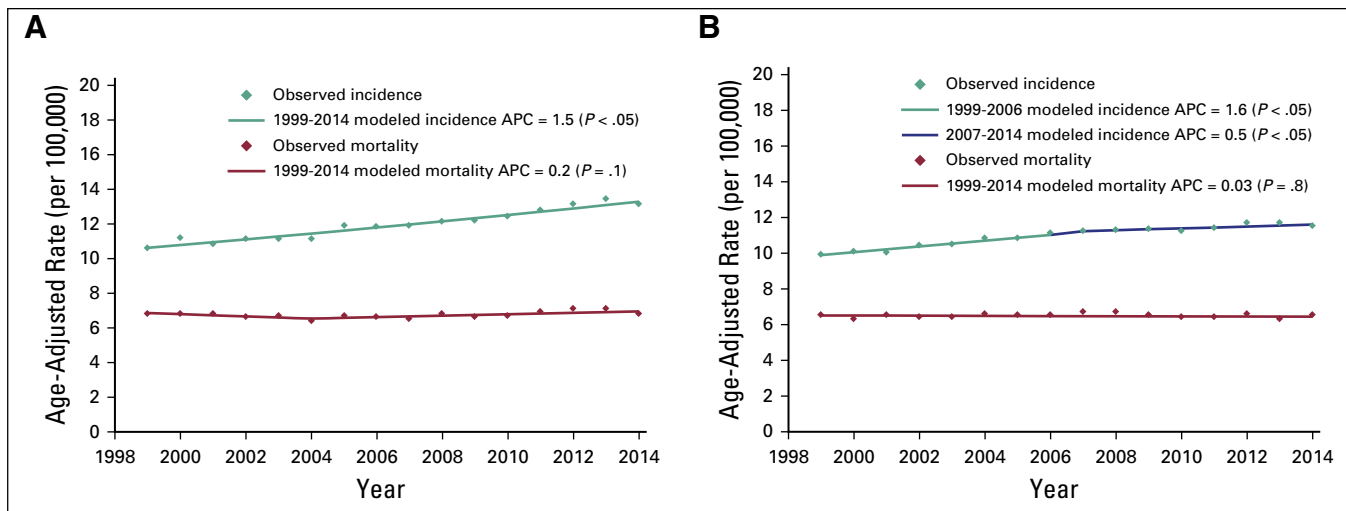 A
Age-Adjusted Rate (per 100,000)
20
18
16
14
12
10
8
6
4
2
0
Observed incidence
1999-2014 modeled incidence APC = 1.5 (P < .05)
Observed mortality
1999-2014 modeled mortality APC = 0.2 (P = .1)
1998 2000 2002 2004 2006 2008 2010 2012 2014
Year
B
Age-Adjusted Rate (per 100,000)
20
18
16
14
12
10
8
6
4
2
0
Observed incidence
1999-2006 modeled incidence APC = 1.6 (P < .05)
2007-2014 modeled incidence APC = 0.5 (P < .05)
Observed mortality
1999-2014 modeled mortality APC = 0.03 (P = .8)
1998 2000 2002 2004 2006 2008 2010 2012 2014
Year